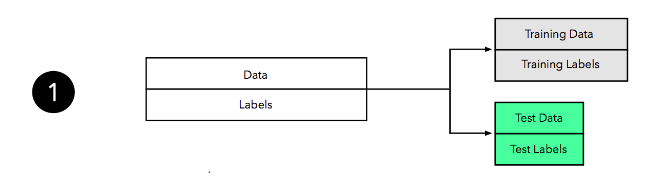 1
Data
Labels
Training Data
Training Labels
Test Data
Test Labels